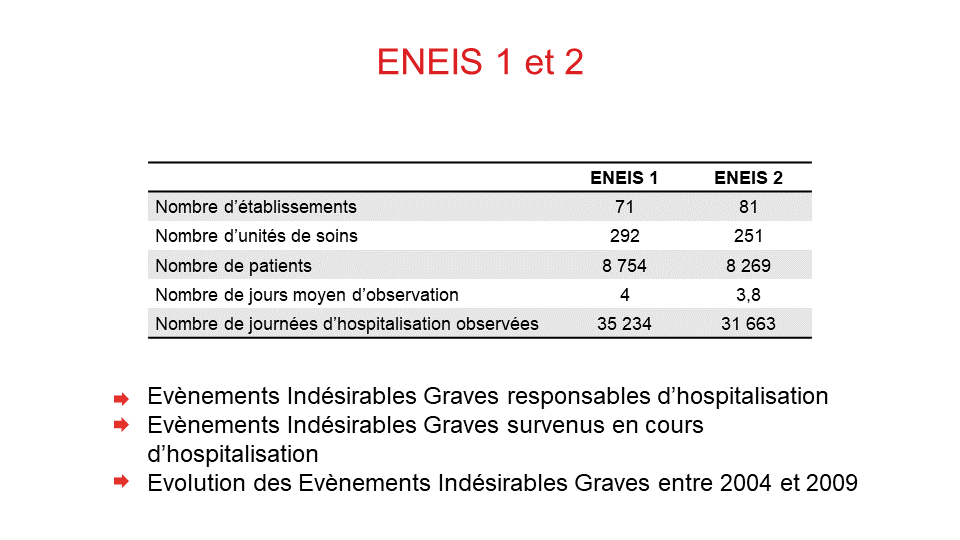 ENEIS 1 et 2
ENEIS 1 ENEIS 2
Nombre d’établissements 71 81
Nombre d’unités de soins 292 251
Nombre de patients 8 754 8 269
Nombre de jours moyen d’observation 4 3,8
Nombre de journées d’hospitalisation observées 35 234 31 663
Evènements Indésirables Graves responsables d’hospitalisation
Evènements Indésirables Graves survenus en cours
d’hospitalisation
Evolution des Evènements Indésirables Graves entre 2004 et 2009